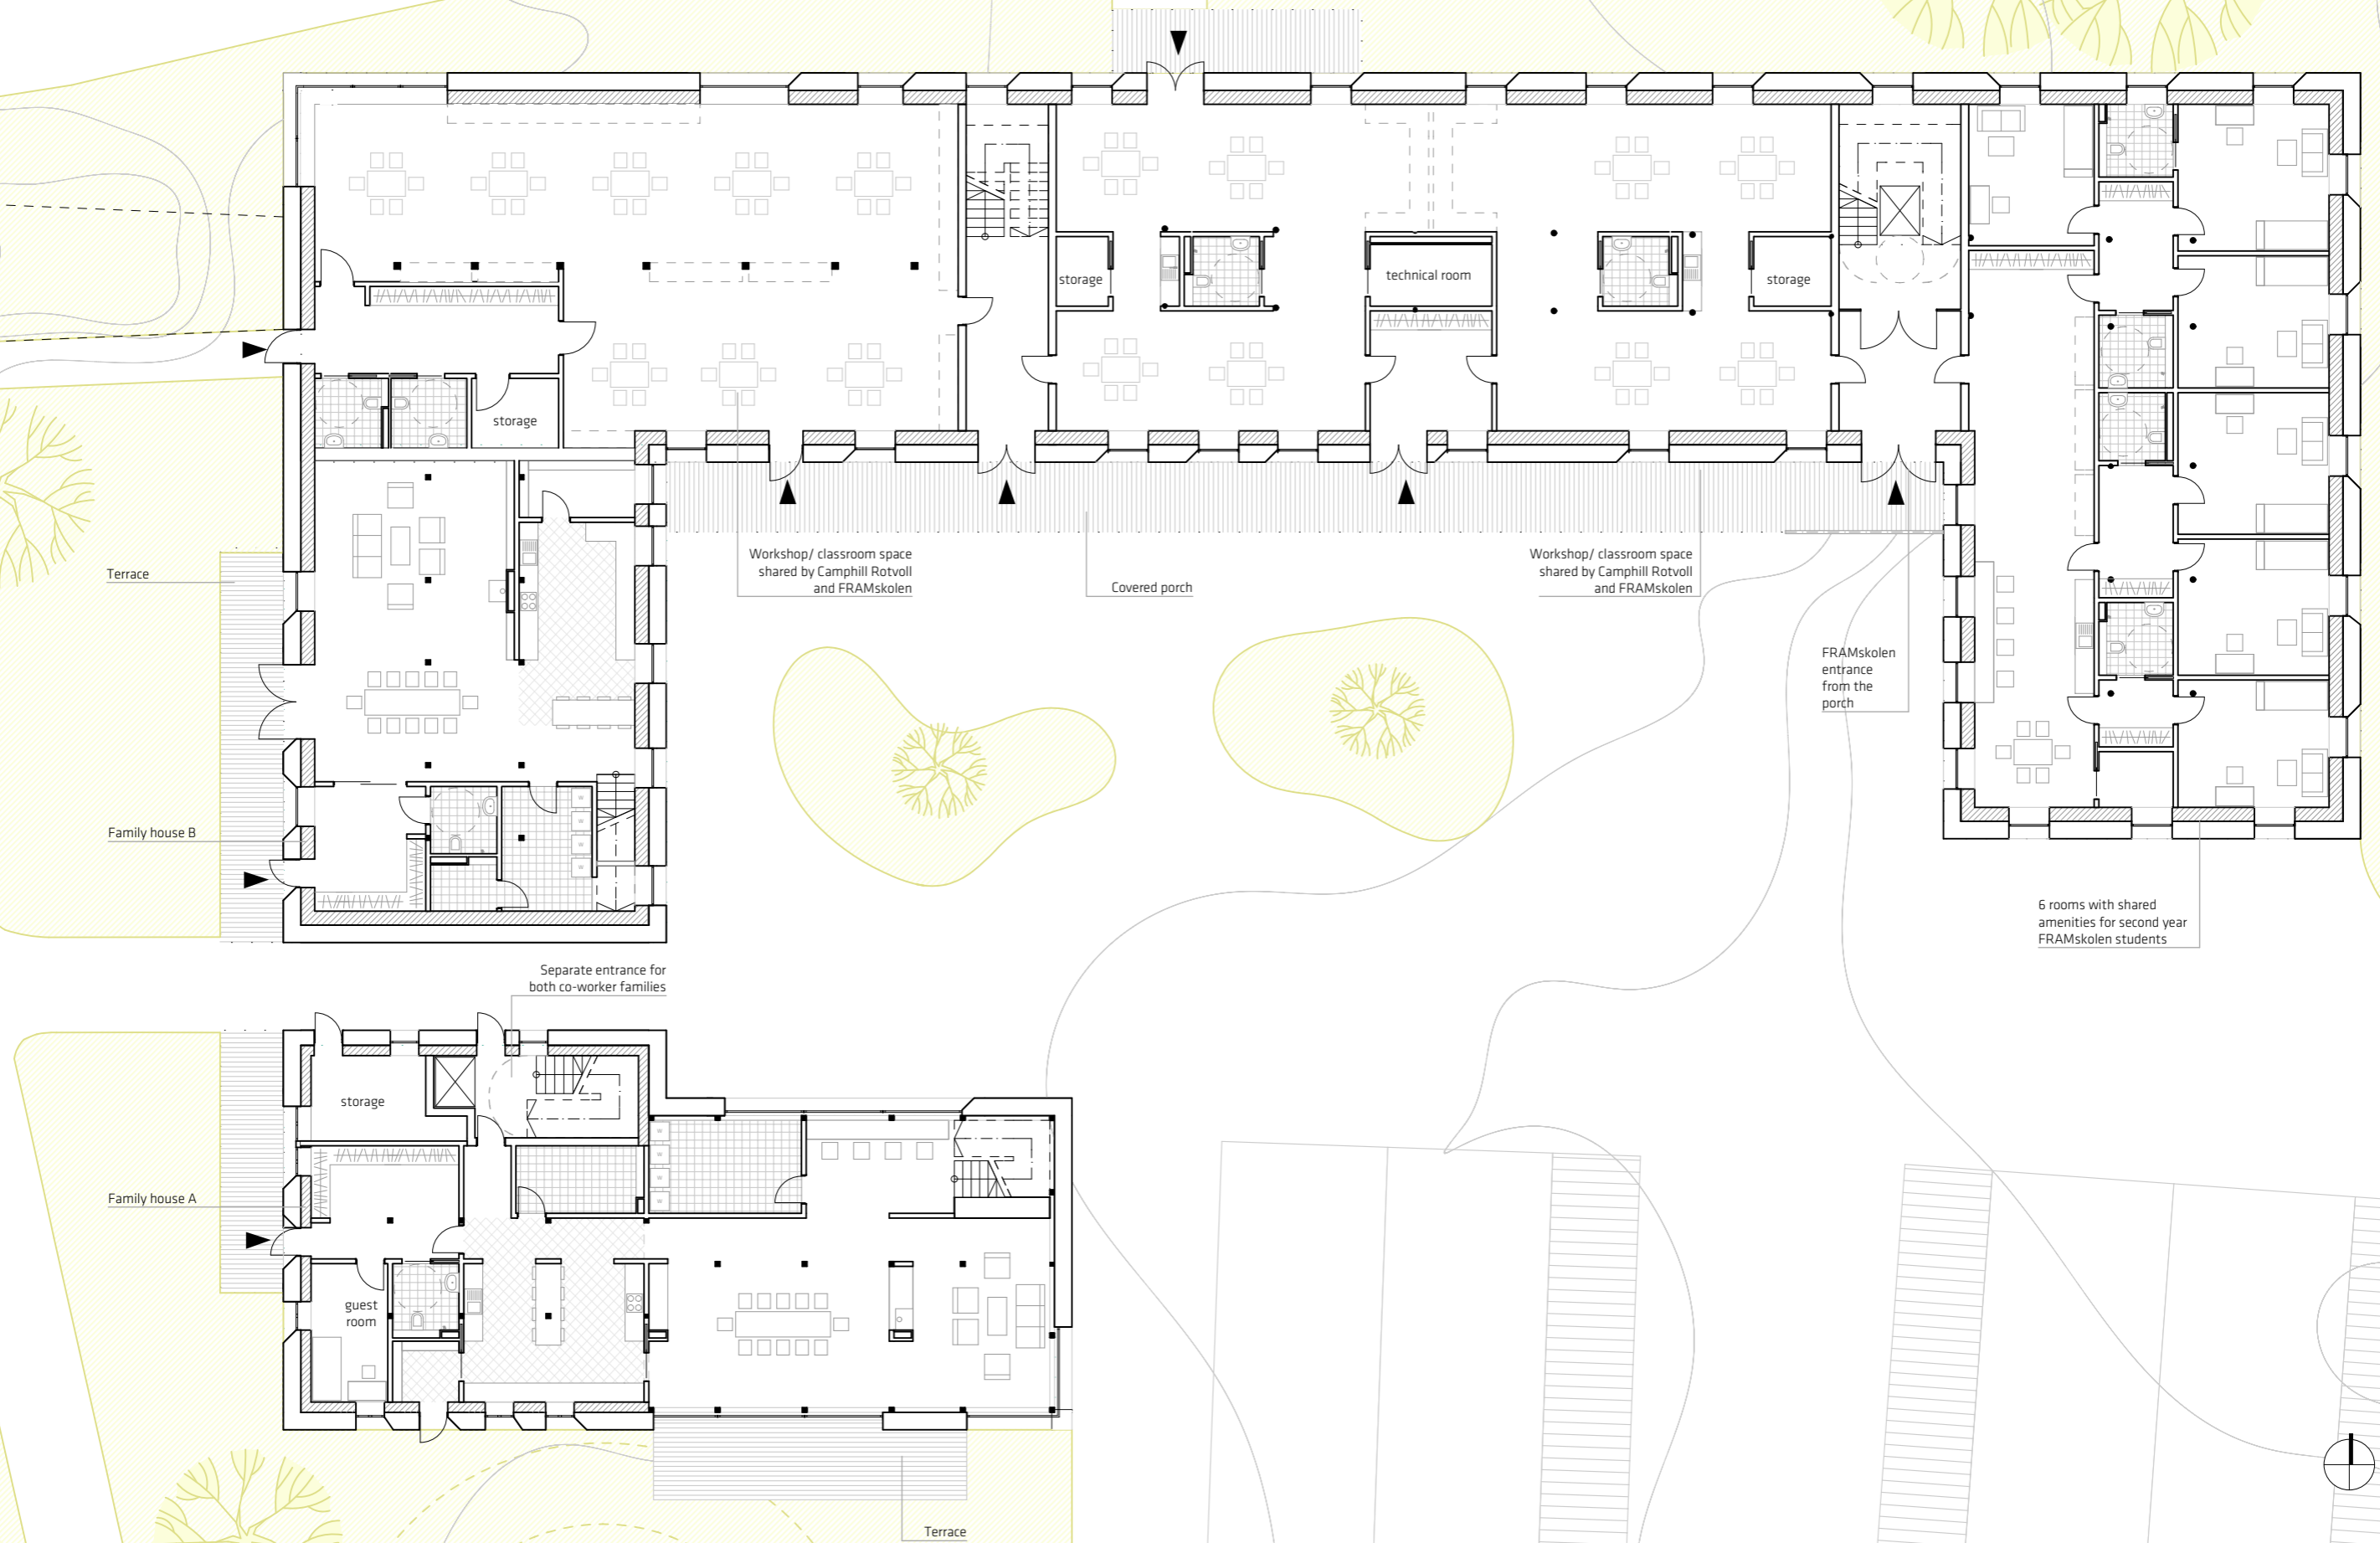 storage
technical room
storage
storage
Workshop/ classroom space
shared by Camphill Rotvoll
and FRAMskolen
Workshop/ classroom space
shared by Camphill Rotvoll
and FRAMskolen
Terrace
Covered porch
FRAMskolen
entrance
from the
porch
Family house B
6 rooms with shared
amenities for second year
FRAMskolen students
Separate entrance for
both co-worker families
storage
Family house A
guest
room
Terrace